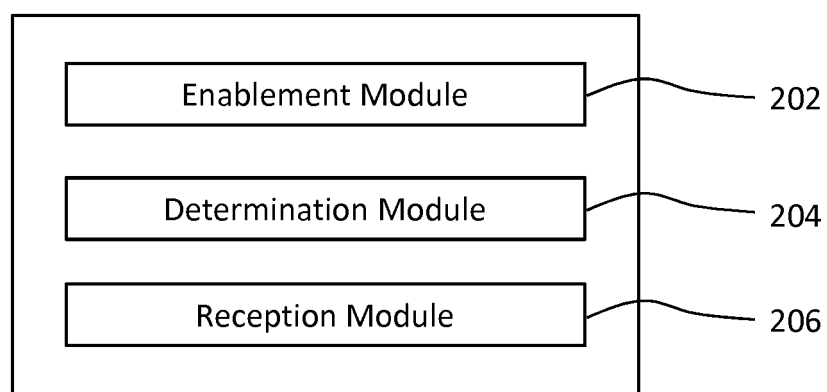 Enablement Module
202
Determination Module
204
Reception Module
206